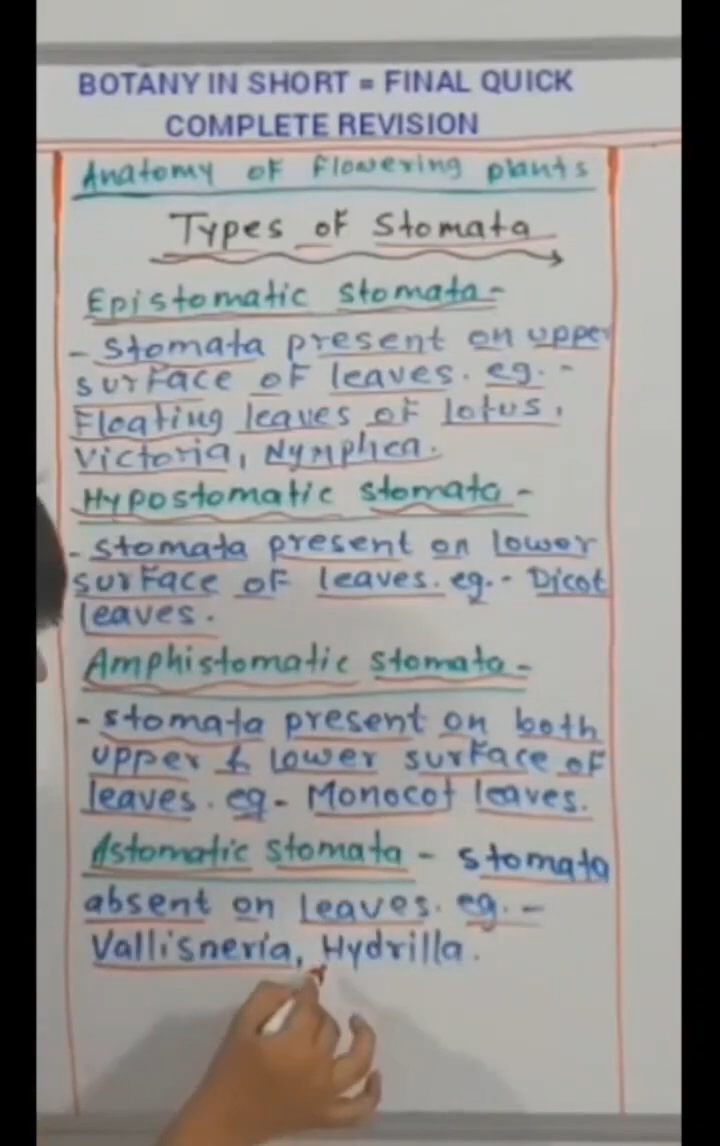 BOTANY IN SHORT = FINAL QUICK
COMPLETE REVISION
Anatomy of Flowering plants
Types of Stomata
Epistomatic Stomata -
- Stomata present on upper
surface of leaves. eg. -
Floating leaves of lotus,
Victoria, Nymphea.
Hypostomatic Stomata -
- Stomata present on lower
surface of leaves. eg. - Dicot
leaves.
Amphistomatic Stomata -
- Stomata present on both
upper & lower surface of
leaves. eg - Monocot leaves.
Astomatic Stomata - Stomata
absent on leaves. eg. -
Vallisneria, Hydrilla.